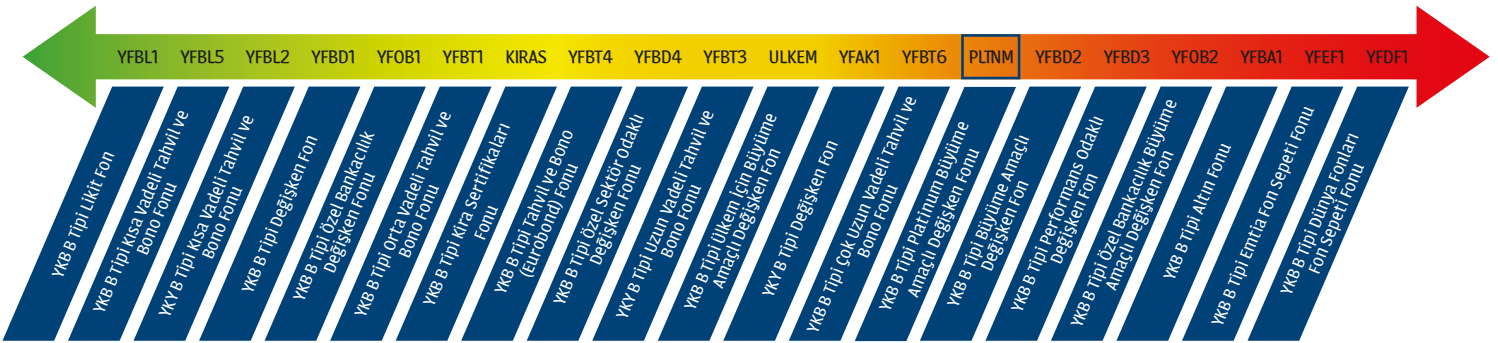 YFBL1 YFBL5 YFBL2 YFBD1 YFOB1 YFBT1 KIRAS YFBT4 YFBD4 YFBT3 ULKEM YFAK1 YFBT6 PLTNM YFBD2 YFBD3 YFOB2 YFBA1 YFEF1 YFDF1
YKB B Tipi Likit Fon
YKB B Tipi Kısa Vadeli Tahvil ve
Bono Fonu
YKY B Tipi Kısa Vadeli Tahvil ve
Bono Fonu
YKB B Tipi Değişken Fon
YKB B Tipi Özel Bankacılık
Değişken Fonu
YKB B Tipi Orta Vadeli Tahvil ve
Bono Fonu
YKB B Tipi Kira Sertifikaları
Fonu
YKB B Tipi Tahvil ve Bono
(Eurobond) Fonu
YKB B Tipi Özel Sektör Odaklı
Değişken Fonu
YKY B Tipi Uzun Vadeli Tahvil ve
Bono Fonu
YKB B Tipi Ülkem İçin Büyüme
Amaçlı Değişken Fon
YKY B Tipi Değişken Fon
YKB B Tipi Çok Uzun Vadeli Tahvil ve
Bono Fonu
YKB B Tipi Platinum Büyüme
Amaçlı Değişken Fonu
YKB B Tipi Büyüme Amaçlı
Değişken Fon
YKB B Tipi Performans Odaklı
Değişken Fon
YKB B Tipi Özel Bankacılık Büyüme
Amaçlı Değişken Fon
YKB B Tipi Altın Fonu
YKB B Tipi Emtia Fon Sepeti Fonu
YKB B Tipi Dünya Fonları
Fon Sepeti Fonu